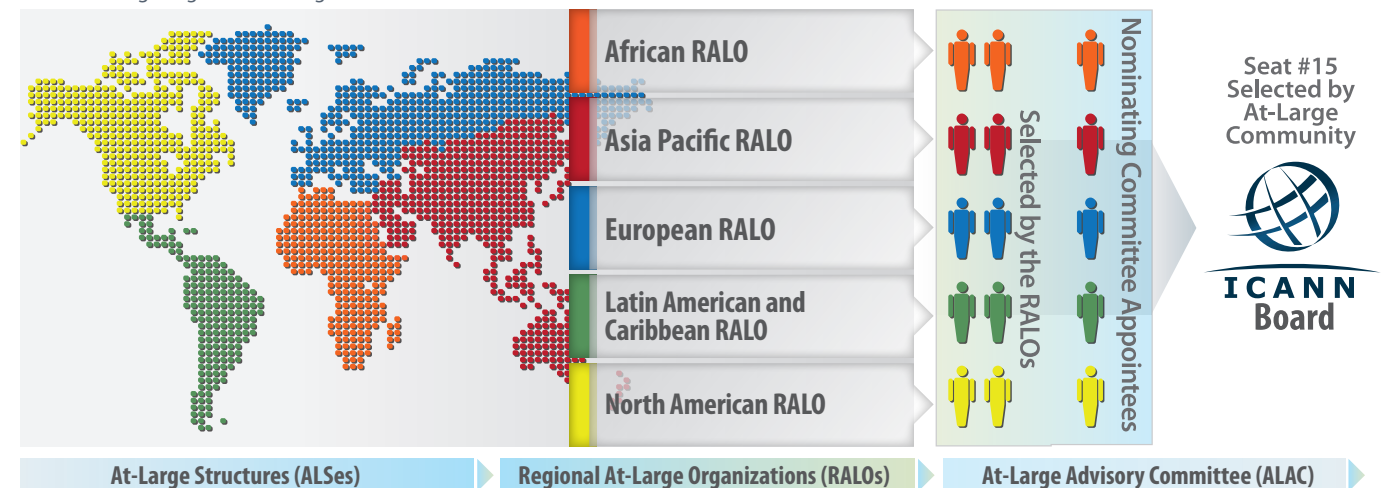 African RALO
Asia Pacific RALO
European RALO
Latin American and
Caribbean RALO
North American RALO
Selected by the RALOs
Nominating Committee Appointees
Seat #15
Selected by
At-Large
Community
ICANN
Board
At-Large Structures (ALSes)
Regional At-Large Organizations (RALOs)
At-Large Advisory Committee (ALAC)